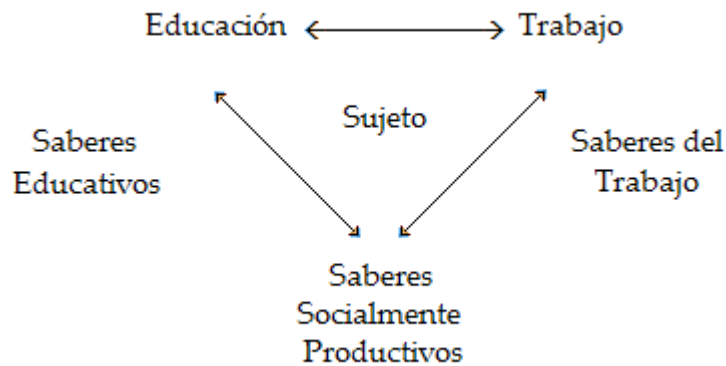 Educación Trabajo
Sujeto
Saberes
Educativos
Saberes del
Trabajo
Saberes
Socialmente
Productivos